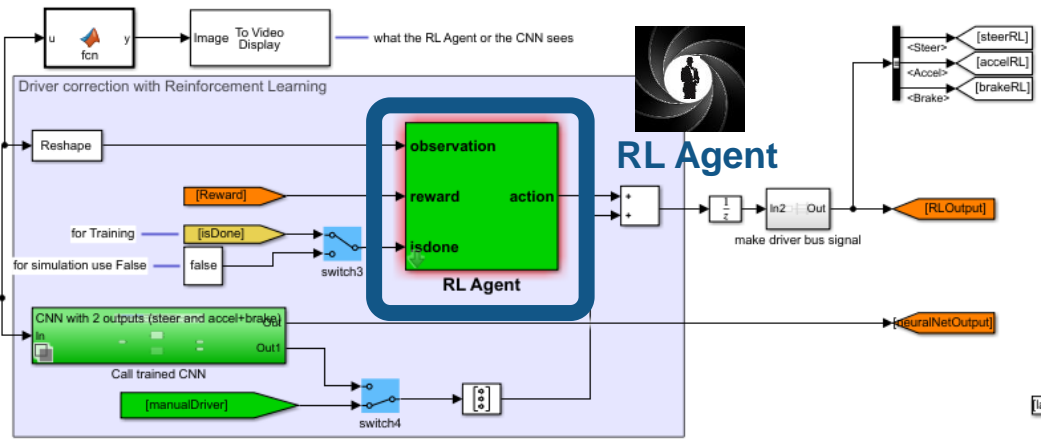 u
fcn
y
Image
To Video
Display
what the RL Agent or the CNN sees
<Steer>
[steerRL]
<Accel>
[accelRL]
<Brake>
[brakeRL]
Driver correction with Reinforcement Learning
RL Agent
Reshape
observation
[Reward]
reward
action
+
+
1
z
In2
Out
make driver bus signal
[RLOutput]
for Training
[isDone]
for simulation use False
false
switch3
isdone
RL Agent
CNN with 2 outputs (steer and accel+brake)
Out
In
Out1
Call trained CNN
[neuralNetOutput]
[manualDriver]
switch4